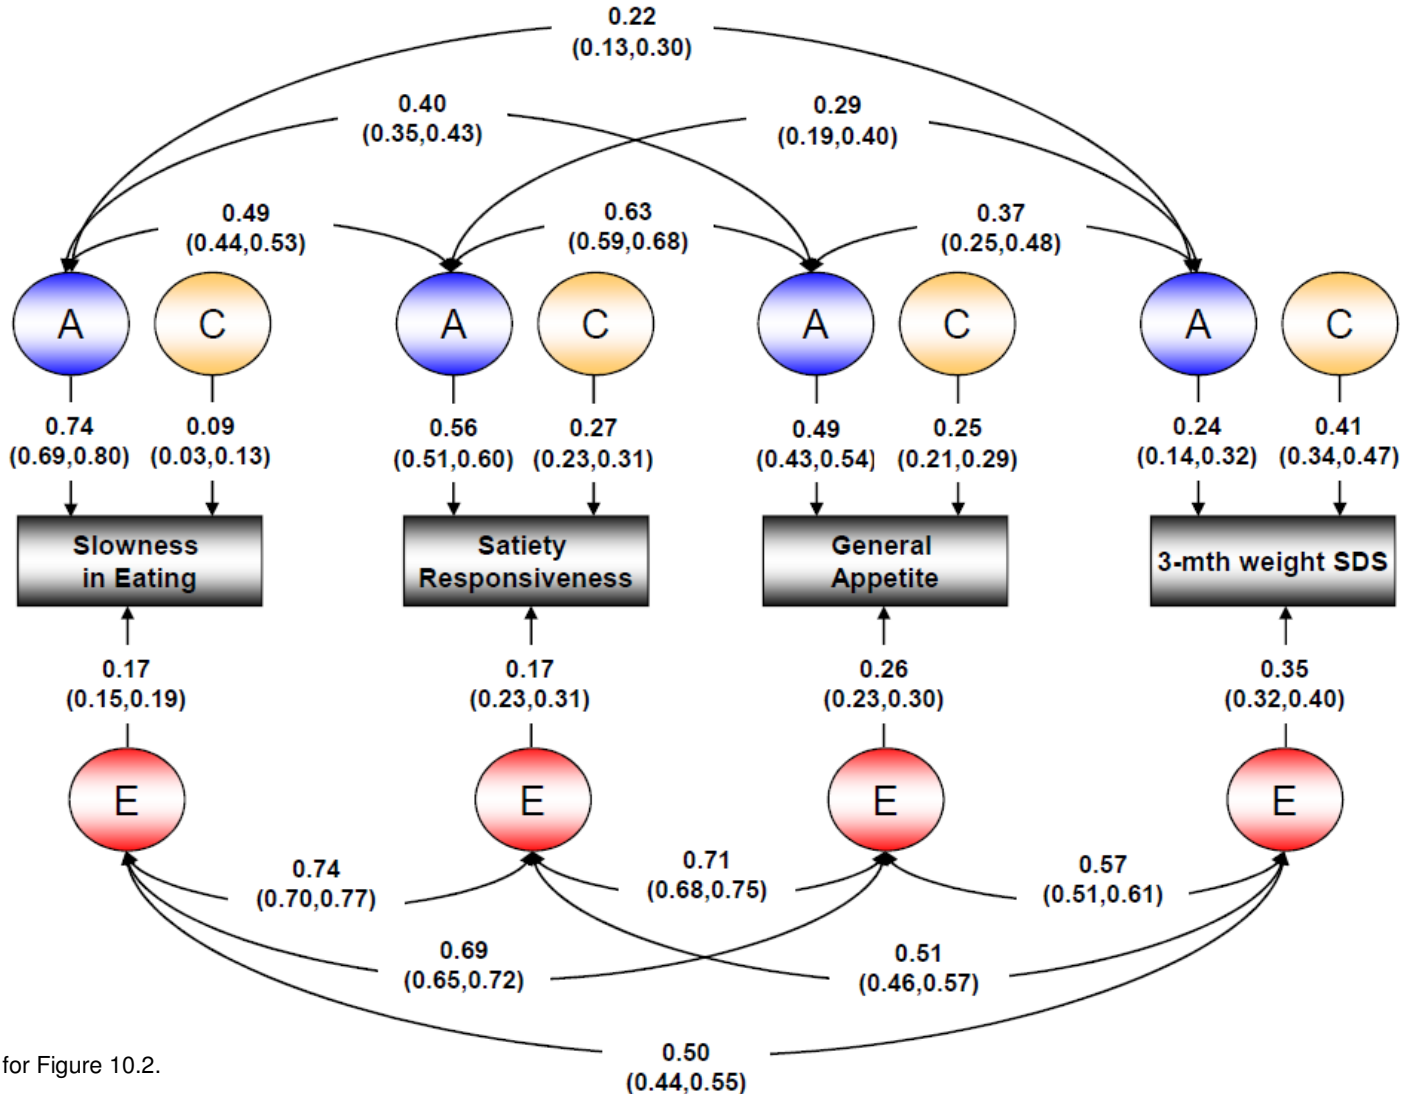 0.22
(0.13,0.30)
0.40
(0.35,0.43)
0.29
(0.19,0.40)
0.49
(0.44,0.53)
0.63
(0.59,0.68)
0.37
(0.25,0.48)
A
C
A
C
A
C
A
C
0.74
(0.69,0.80)
0.09
(0.03,0.13)
0.56
(0.51,0.60)
0.27
(0.23,0.31)
0.49
(0.43,0.54)
0.25
(0.21,0.29)
0.24
(0.14,0.32)
0.41
(0.34,0.47)
Slowness
in Eating
Satiety
Responsiveness
General
Appetite
3-mth weight SDS
0.17
(0.15,0.19)
0.17
(0.23,0.31)
0.26
(0.23,0.30)
0.35
(0.32,0.40)
E
E
E
E
0.74
(0.70,0.77)
0.71
(0.68,0.75)
0.57
(0.51,0.61)
0.69
(0.65,0.72)
0.51
(0.46,0.57)
0.50
(0.44,0.55)
for Figure 10.2.